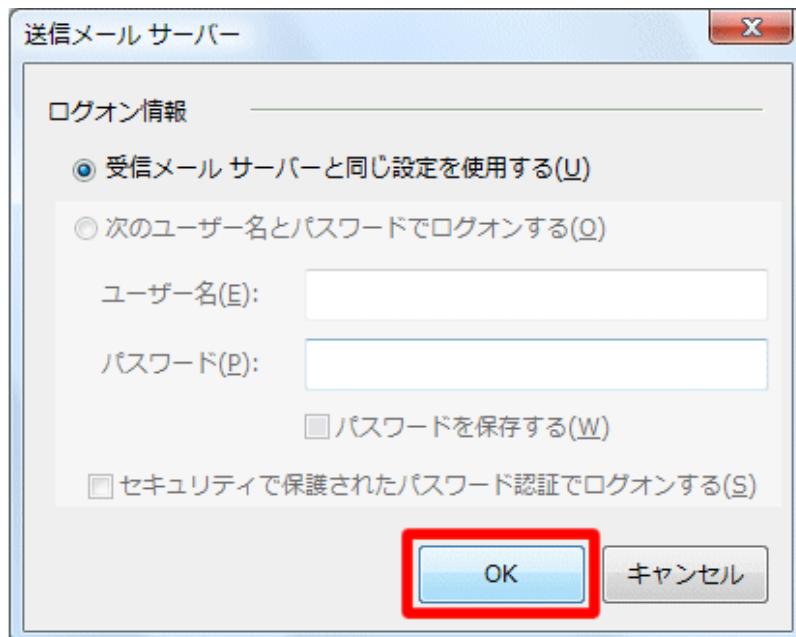 送信メール サーバー
ログオン情報
受信メール サーバーと同じ設定を使用する(U)
次のユーザー名とパスワードでログオンする(O)
ユーザー名(E):
パスワード(P):
パスワードを保存する(W)
セキュリティで保護されたパスワード認証でログオンする(S)
OK キャンセル